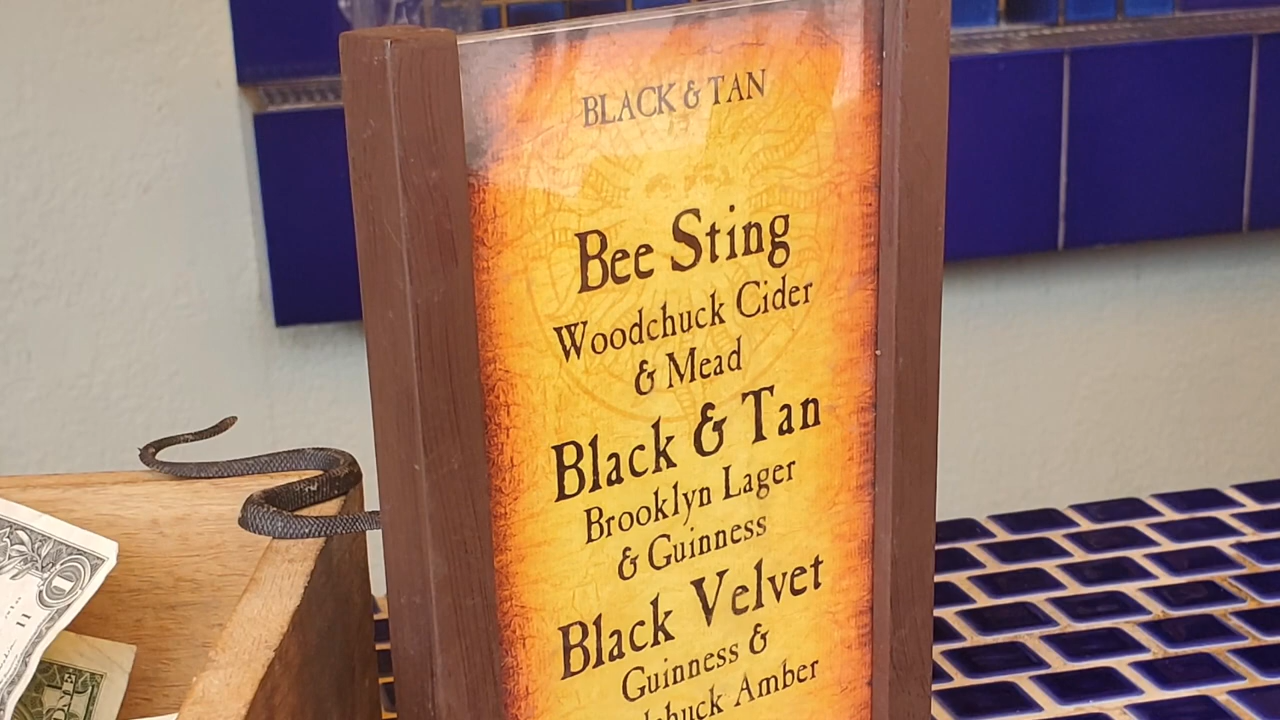 BLACK & TAN
Bee Sting
Woodchuck Cider
& Mead
Black & Tan
Brooklyn Lager
& Guinness
Black Velvet
Guinness &
Amber